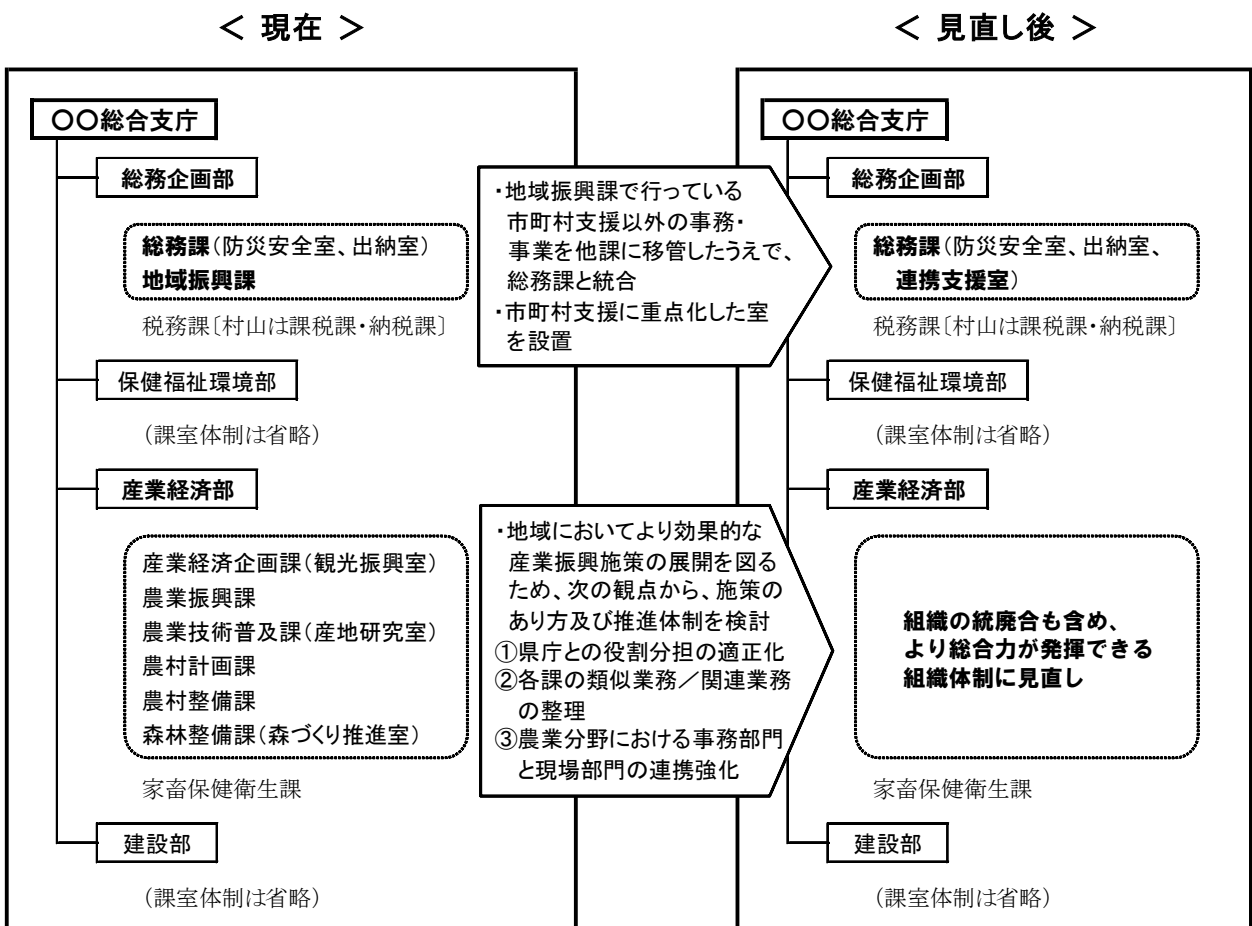 ＜ 現在 ＞
〇〇総合支庁
総務企画部
総務課（防災安全室、出納室）
地域振興課
税務課〔村山は課税課・納税課〕
保健福祉環境部
（課室体制は省略）
産業経済部
産業経済企画課（観光振興室）
農業振興課
農業技術普及課（産地研究室）
農村計画課
農村整備課
森林整備課（森づくり推進室）
家畜保健衛生課
建設部
（課室体制は省略）
・地域振興課で行っている
市町村支援以外の事務・
事業を他課に移管したうえで、
総務課と統合
・市町村支援に重点化した室
を設置
・地域においてより効果的な
産業振興施策の展開を図る
ため、次の観点から、施策の
あり方及び推進体制を検討
①県庁との役割分担の適正化
②各課の類似業務／関連業務
の整理
③農業分野における事務部門
と現場部門の連携強化
＜ 見直し後 ＞
〇〇総合支庁
総務企画部
総務課（防災安全室、出納室、
連携支援室）
税務課〔村山は課税課・納税課〕
保健福祉環境部
（課室体制は省略）
産業経済部
組織の統廃合も含め、
より総合力が発揮できる
組織体制に見直し
家畜保健衛生課
建設部
（課室体制は省略）